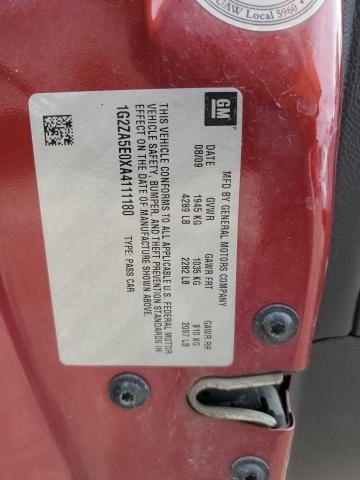 UAW Local 5960
GM
MFD BY GENERAL MOTORS COMPANY
DATE GVWR GAWR FRT GAWR RR
08/09 1945 KG 1035 KG 910 KG
4289 LB 2282 LB 2007 LB
THIS VEHICLE CONFORMS TO ALL APPLICABLE U.S. FEDERAL MOTOR
VEHICLE SAFETY, BUMPER, AND THEFT PREVENTION STANDARDS IN
EFFECT ON THE DATE OF MANUFACTURE SHOWN ABOVE.
1G2ZA5E0XA4111180 TYPE: PASS CAR